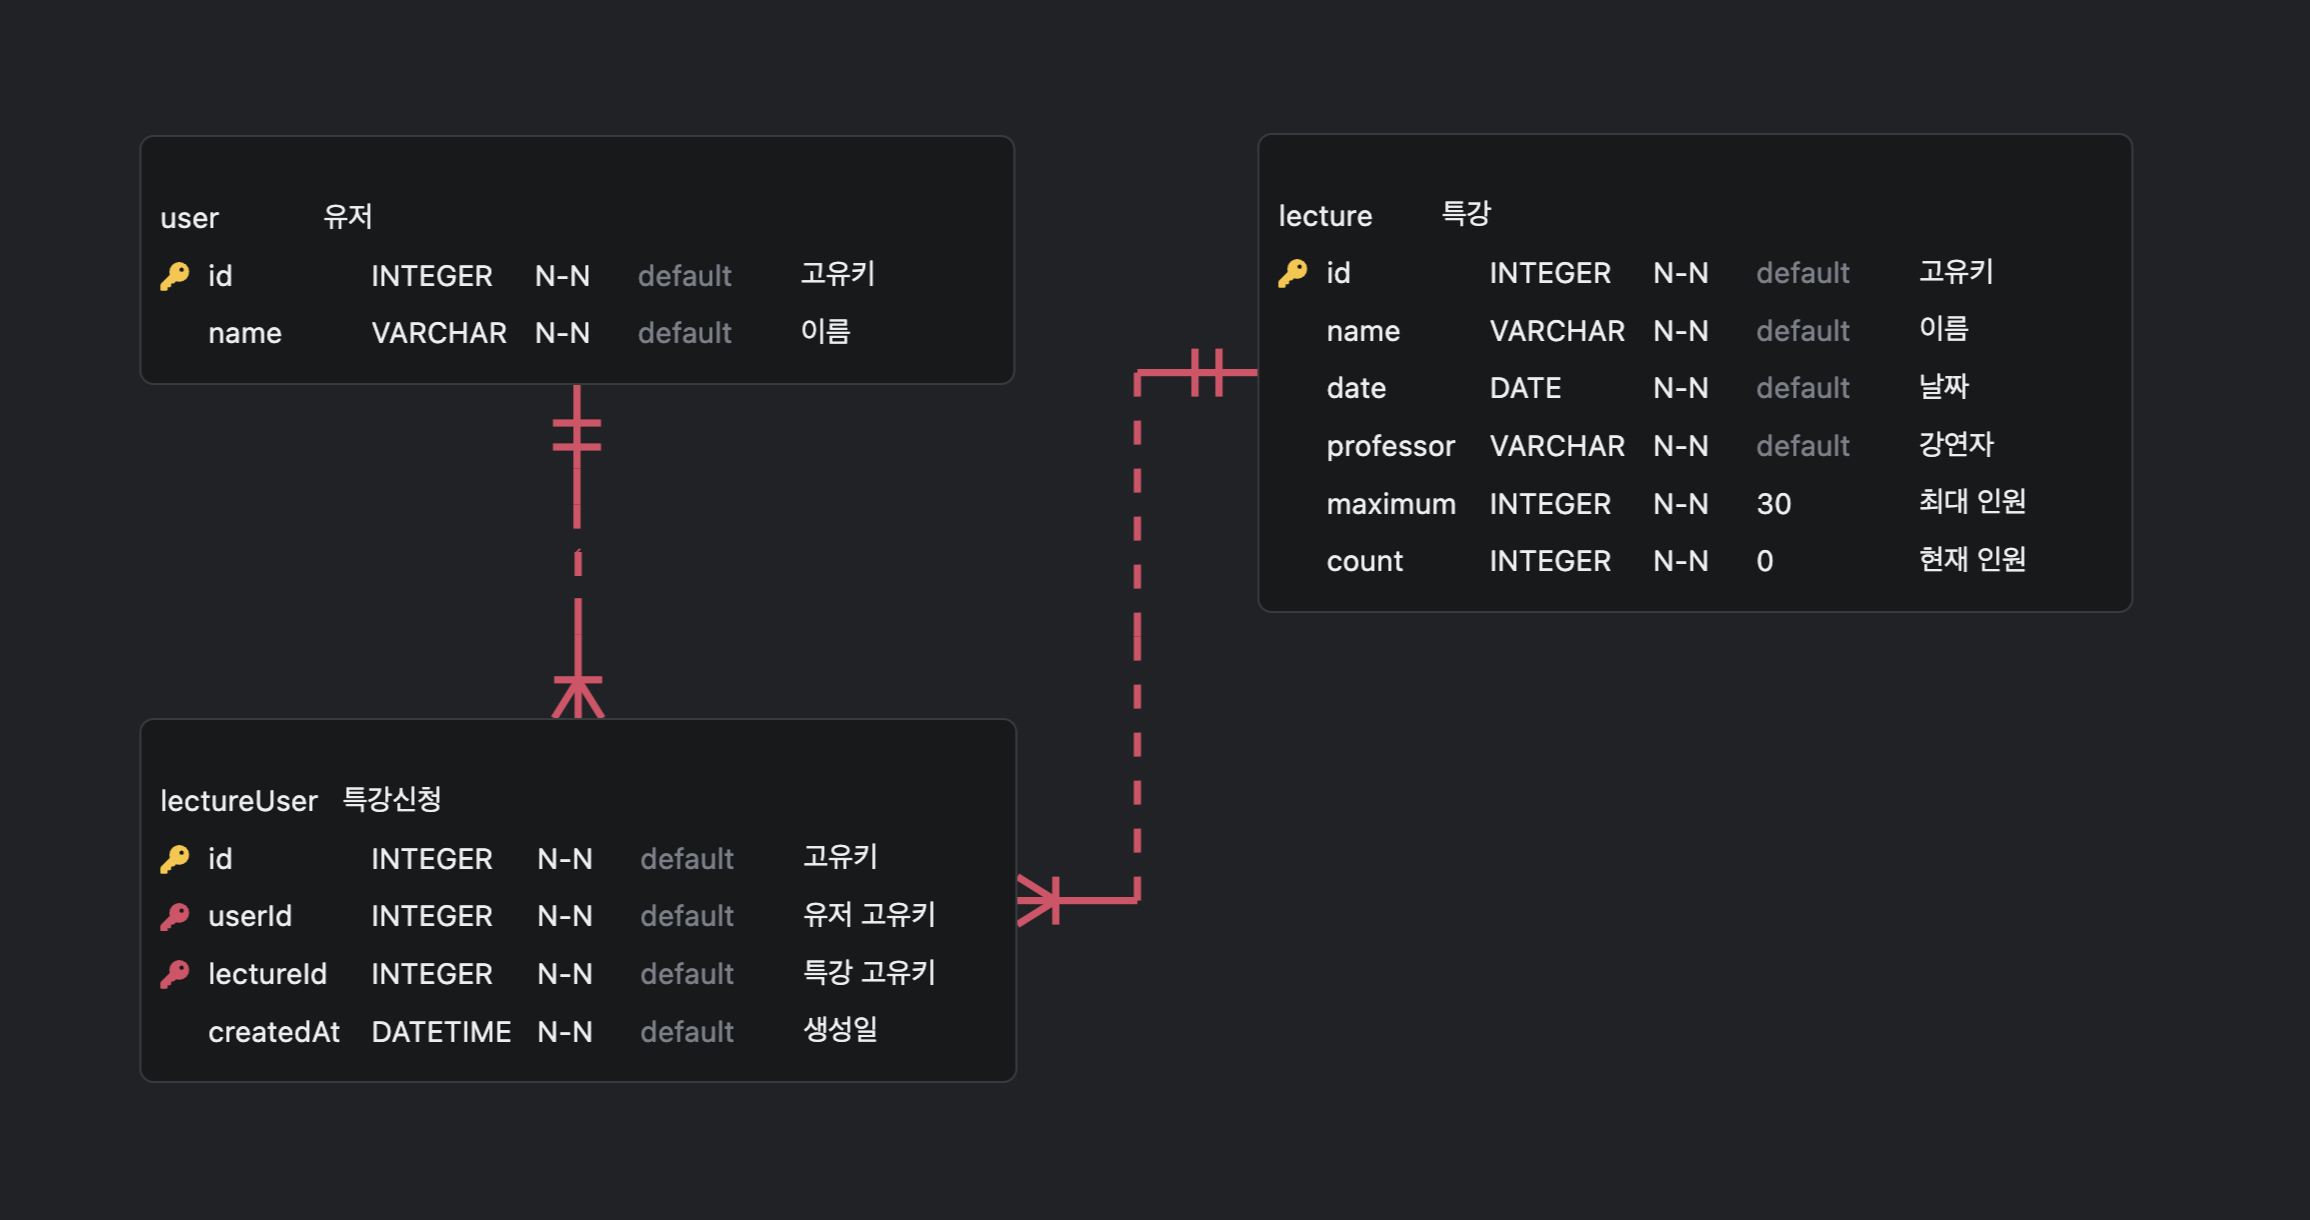 user 유저
id INTEGER N-N default 고유키
name VARCHAR N-N default 이름
lecture 특강
id INTEGER N-N default 고유키
name VARCHAR N-N default 이름
date DATE N-N default 날짜
professor VARCHAR N-N default 강연자
maximum INTEGER N-N 30 최대 인원
count INTEGER N-N 0 현재 인원
lectureUser 특강신청
id INTEGER N-N default 고유키
userId INTEGER N-N default 유저 고유키
lectureId INTEGER N-N default 특강 고유키
createdAt DATETIME N-N default 생성일